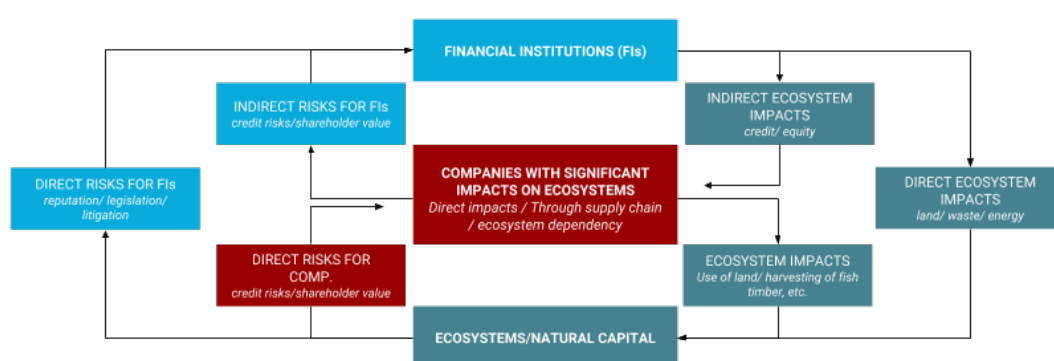 FINANCIAL INSTITUTIONS (FIs)
INDIRECT RISKS FOR FIs
credit risks/shareholder value
INDIRECT ECOSYSTEM
IMPACTS
credit/ equity
DIRECT RISKS FOR FIs
reputation/ legislation/
litigation
COMPANIES WITH SIGNIFICANT
IMPACTS ON ECOSYSTEMS
Direct impacts / Through supply chain
/ ecosystem dependency
DIRECT ECOSYSTEM
IMPACTS
land/ waste/ energy
DIRECT RISKS FOR
COMP.
credit risks/shareholder value
ECOSYSTEM IMPACTS
Use of land/ harvesting of fish
timber, etc.
ECOSYSTEMS/NATURAL CAPITAL